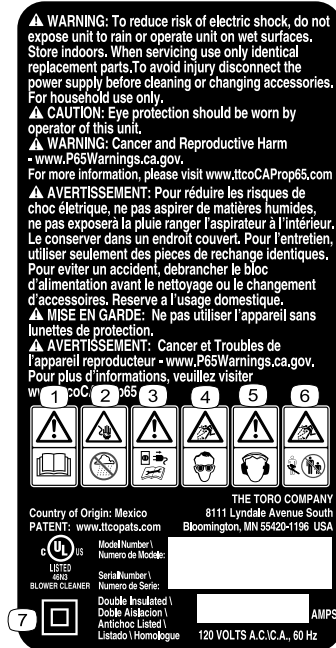 ⚠ WARNING: To reduce risk of electric shock, do not
expose unit to rain or operate unit on wet surfaces.
Store indoors. When servicing use only identical
replacement parts.To avoid injury disconnect the
power supply before cleaning or changing accessories.
For household use only.
⚠ CAUTION: Eye protection should be worn by
operator of this unit.
⚠ WARNING: Cancer and Reproductive Harm
- www.P65Warnings.ca.gov.
For more information, please visit www.ttcoCAProp65.com
⚠ AVERTISSEMENT: Pour réduire les risques de
choc életrique, ne pas aspirer de matières humides,
ne pas exposerà la pluie ranger l'aspirateur à l'intérieur.
Le conserver dans un endroit couvert. Pour l'entretien,
utiliser seulement des pieces de rechange identiques.
Pour eviter un accident, debrancher le bloc
d'alimentation avant le nettoyage ou le changement
d'accessoires. Reserve a l'usage domestique.
⚠ MISE EN GARDE: Ne pas utiliser l'appareil sans
lunettes de protection.
⚠ AVERTISSEMENT: Cancer et Troubles de
l'appareil reproducteur - www.P65Warnings.ca.gov.
Pour plus d'informations, veuillez visiter
1 2 3 4 5 6
THE TORO COMPANY
Country of Origin: Mexico 8111 Lyndale Avenue South
PATENT: www.ttcopats.com Bloomington, MN 55420-1196 USA
C UL US
LISTED
46N3
BLOWER CLEANER
Model Number \
Numero de Modele:
Serial Number \
Numero de Serie:
7
Double Insulated \
Doble Aislacion \
Antichoc Listed \
Listado \ Homologue
AMPS
120 VOLTS A.C.\C.A., 60 Hz